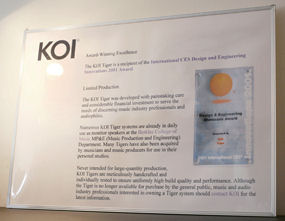 KOI
Award-Winning Excellence
The KOI Tiger is a recipient of the International CES Design and Engineering
Innovations 2001 Award
Limited Production
The KOI Tiger was developed with painstaking care
and considerable financial investment to serve the
needs of discerning music industry professionals and
audiophiles.
Numerous KOI Tiger systems are already in daily
use as monitor speakers at the Berklee College of
Music MP&E (Music Production and Engineering)
Department. Many Tigers have also been acquired
by musicians and music producers for use in their
personal studios.
Never intended for large-quantity production,
KOI Tigers are meticulously handcrafted and
individually tested to ensure uniformly high build quality and performance. Although
the Tiger is no longer available for purchase by the general public, music and audio
industry professionals interested in owning a Tiger system should contact KOI for the
latest information.
Design & Engineering